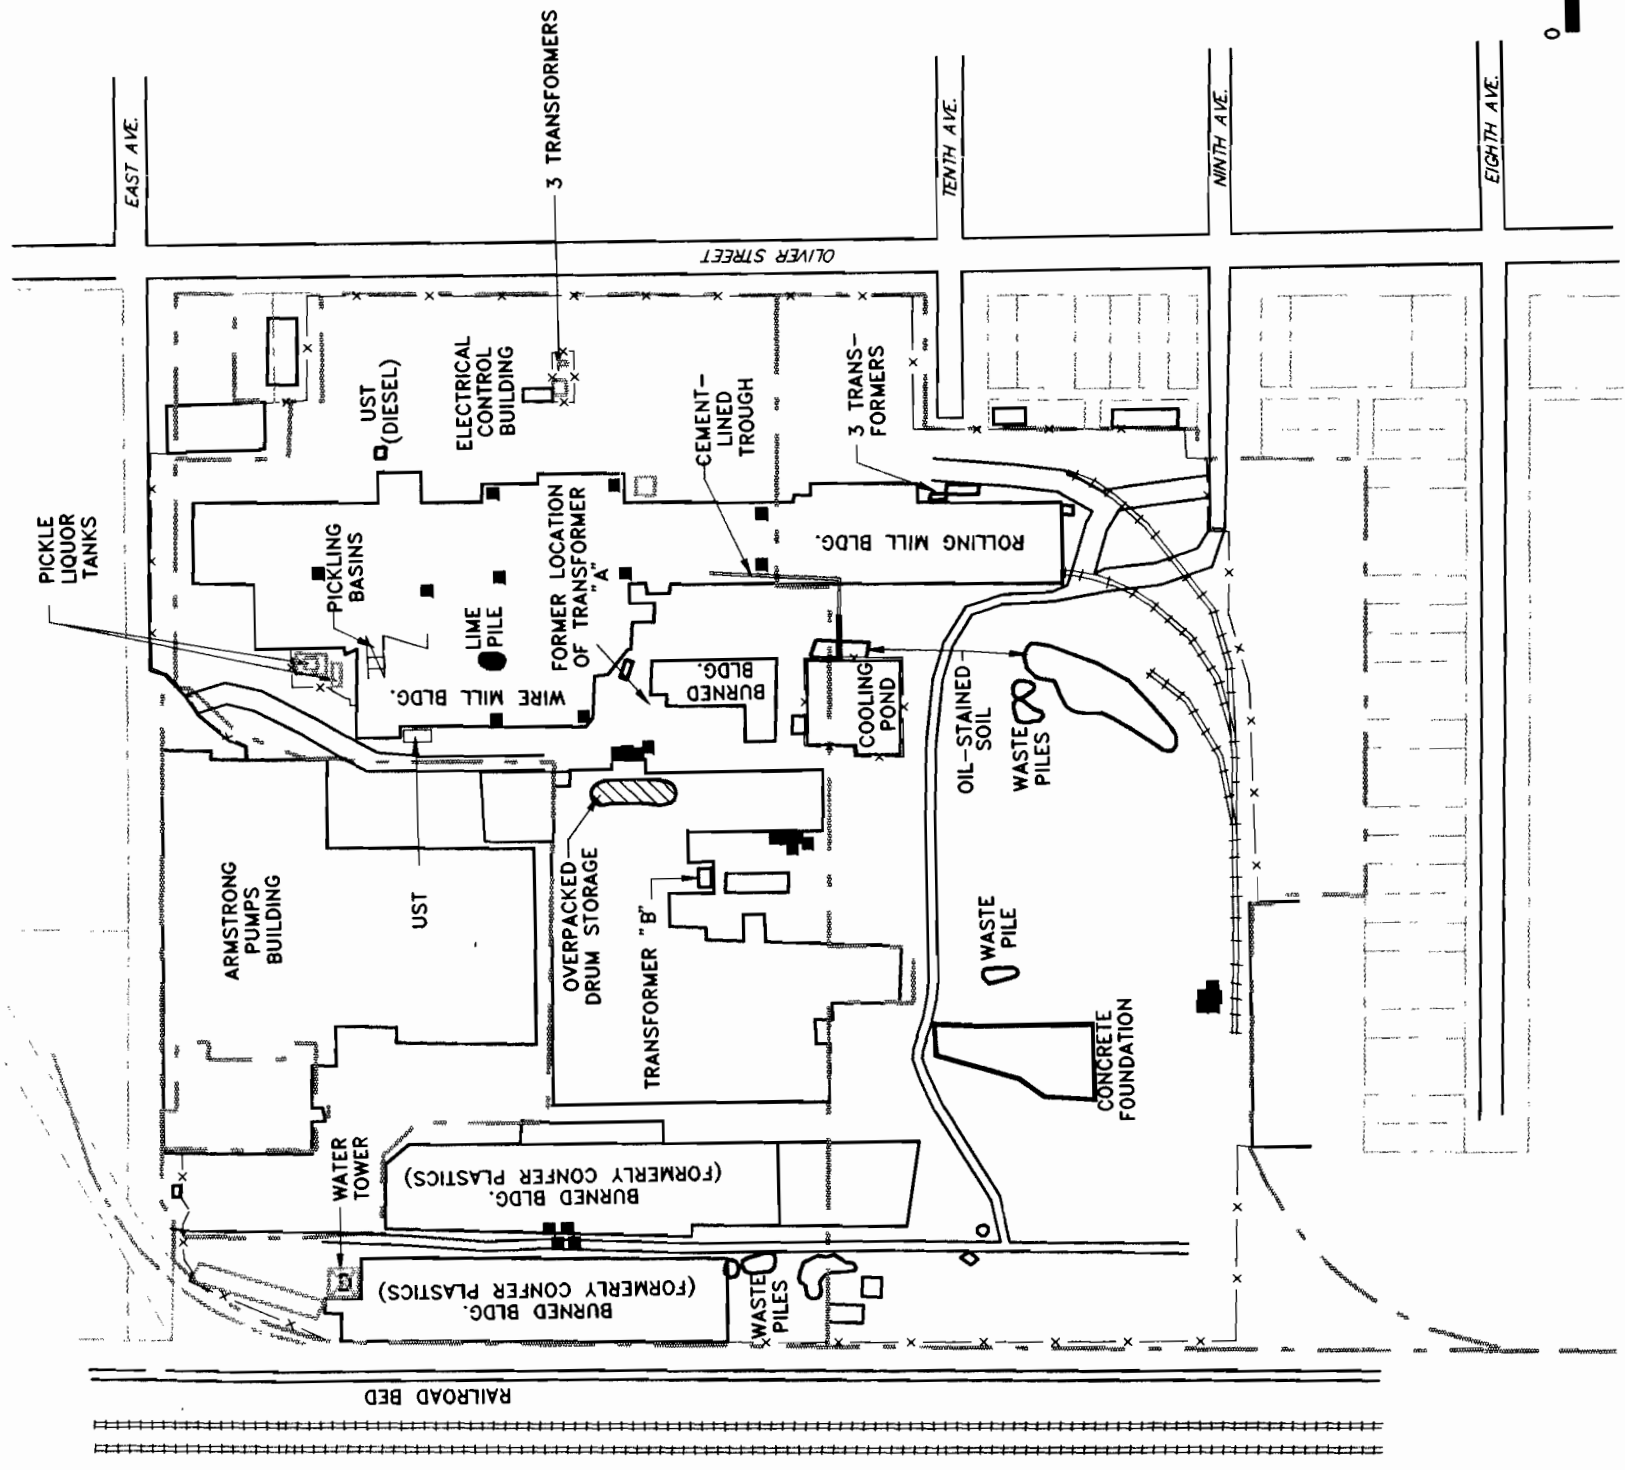 EAST AVE.
3 TRANSFORMERS
TENTH AVE.
NINTH AVE.
EIGHTH AVE.
0
OLIVER STREET
PICKLE
LIQUOR
TANKS
UST
(DIESEL)
ELECTRICAL
CONTROL
BUILDING
CEMENT-
LINED
TROUGH
3 TRANS-
FORMERS
PICKLING
BASINS
LIME
PILE
FORMER LOCATION
OF TRANSFORMER
"A"
ROLLING MILL BLDG.
WIRE MILL BLDG.
BURNED
BLDG.
COOLING
POND
OIL-STAINED
SOIL
WASTE
PILES
ARMSTRONG
PUMPS
BUILDING
UST
OVERPACKED
DRUM STORAGE
TRANSFORMER "B"
WASTE
PILE
CONCRETE
FOUNDATION
WATER
TOWER
BURNED BLDG.
(FORMERLY CONFER PLASTICS)
BURNED BLDG.
(FORMERLY CONFER PLASTICS)
WASTE
PILES
RAILROAD BED